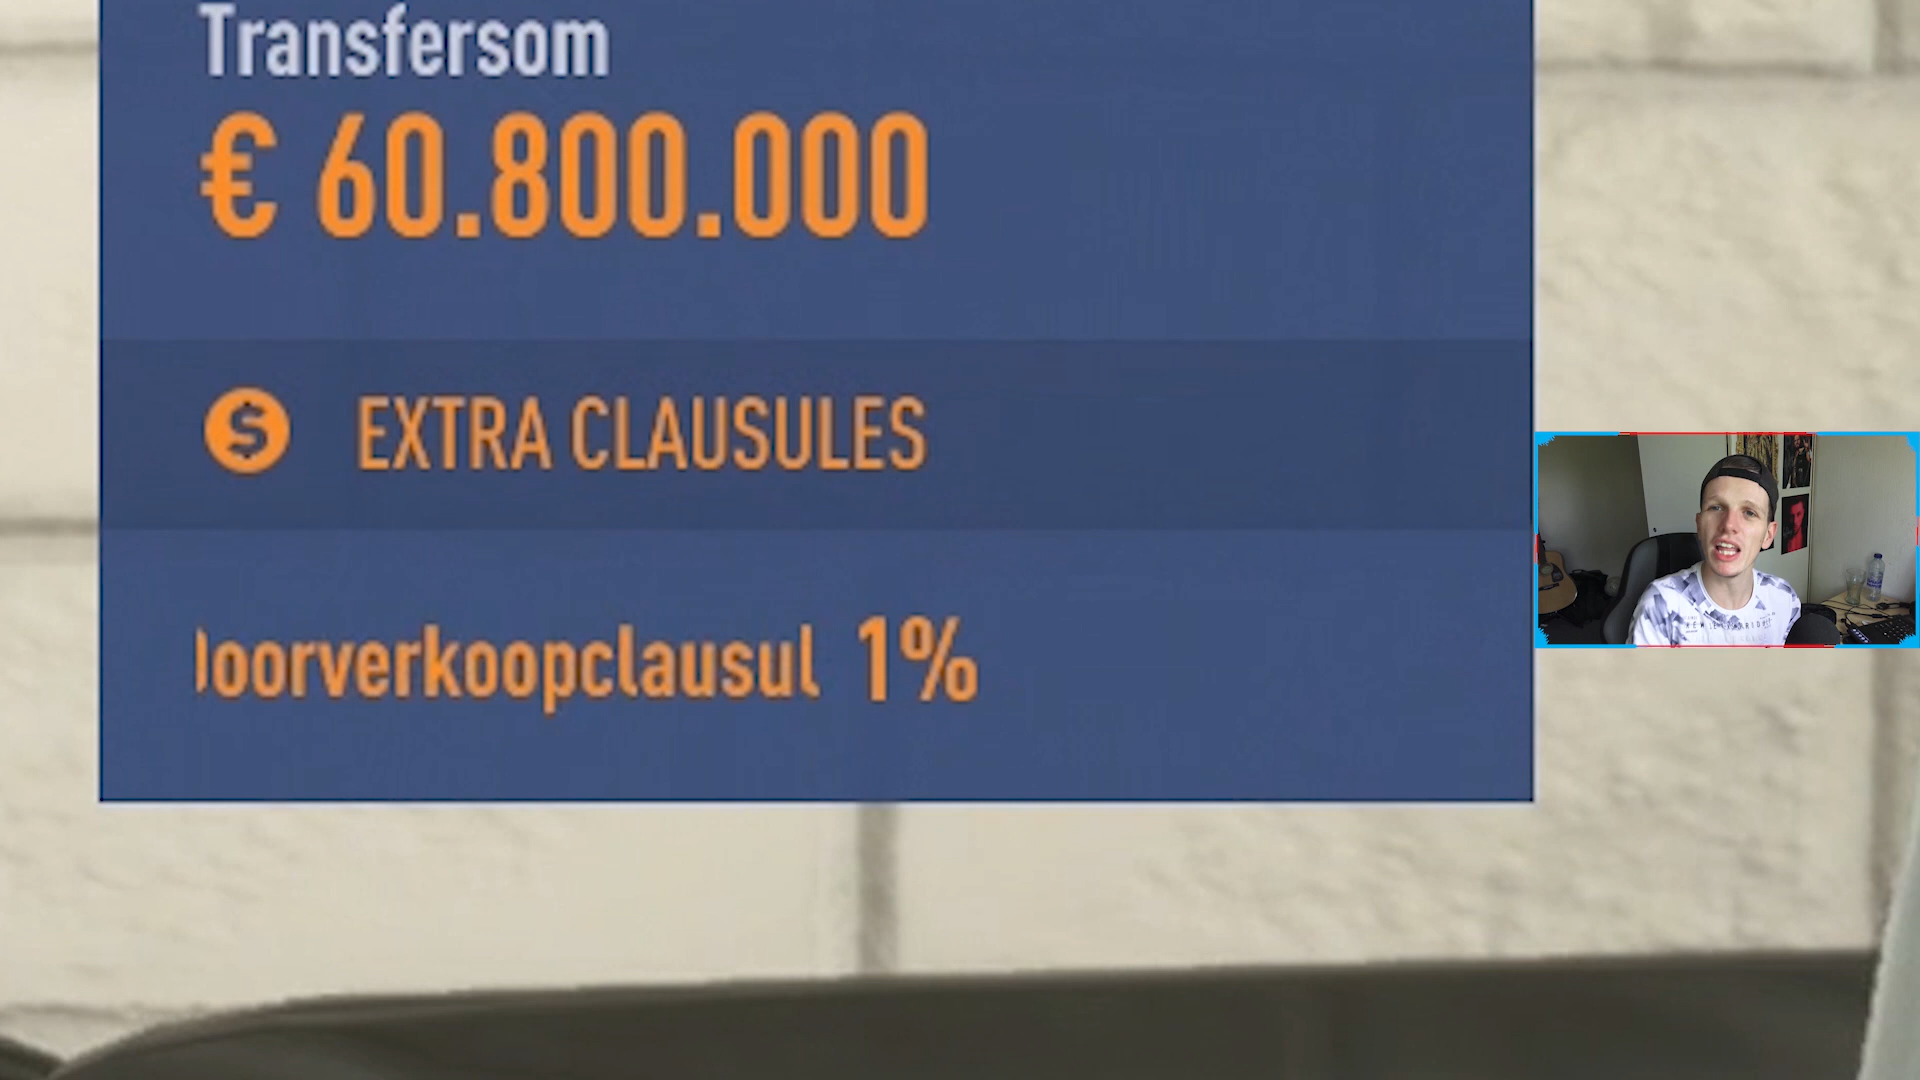 Transfersom
€ 60.800.000
EXTRA CLAUSULES
oorverkoopclausul 1%